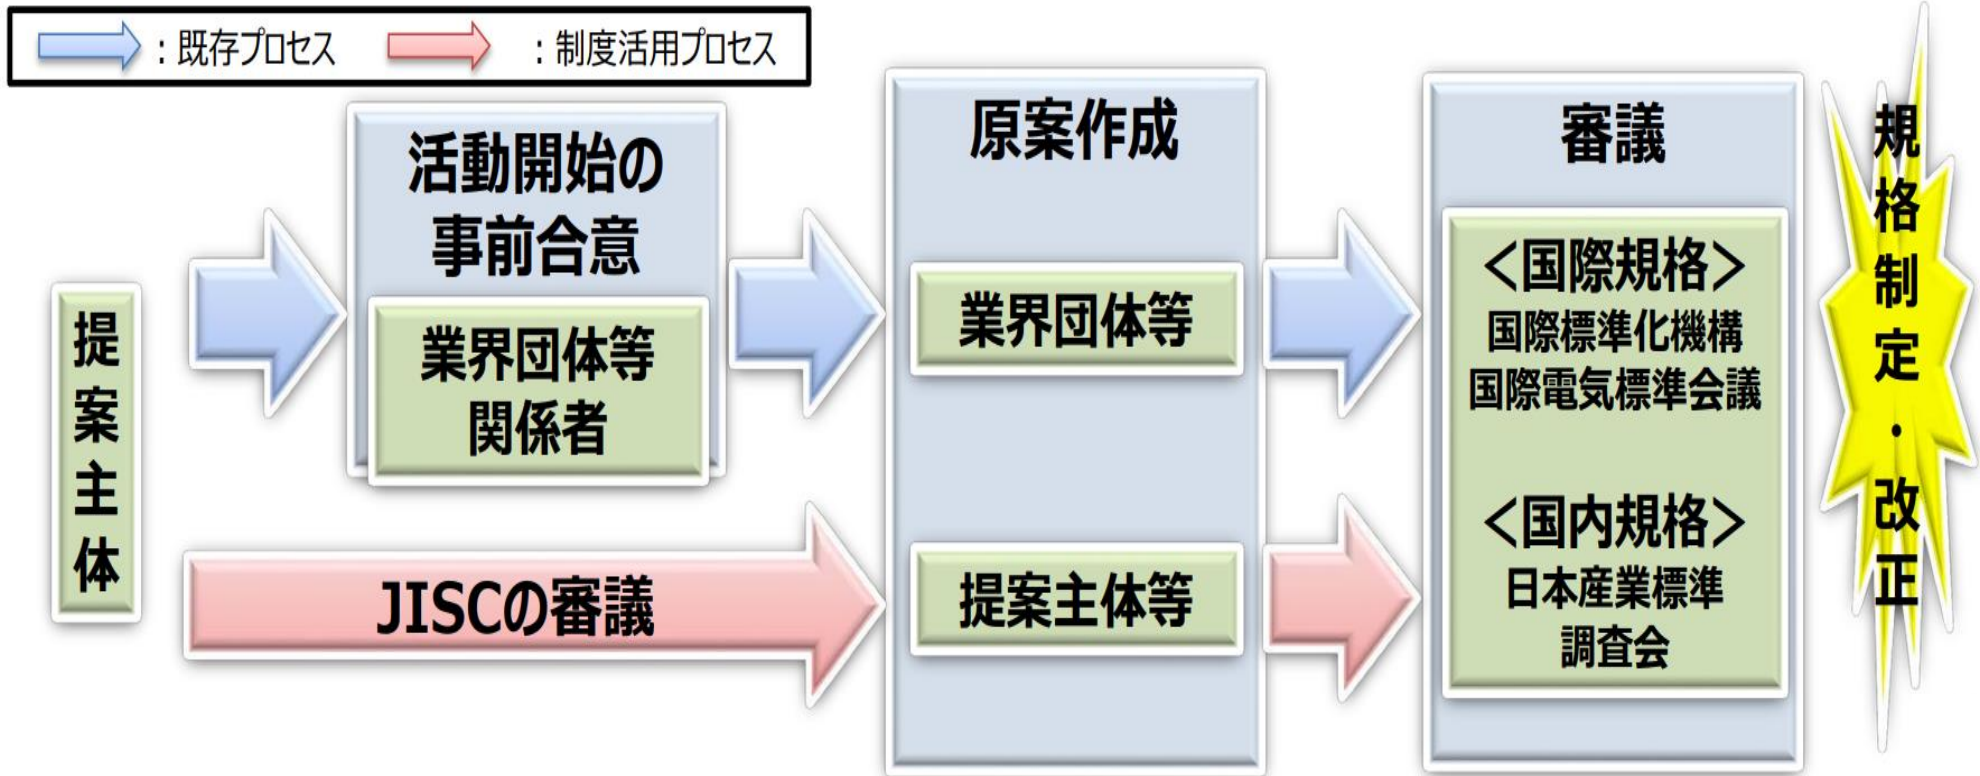 ：既存プロセス
：制度活用プロセス
提案主体
活動開始の
事前合意
業界団体等
関係者
JISCの審議
原案作成
業界団体等
提案主体等
審議
＜国際規格＞
国際標準化機構
国際電気標準会議
＜国内規格＞
日本産業標準
調査会
規格制定・改正